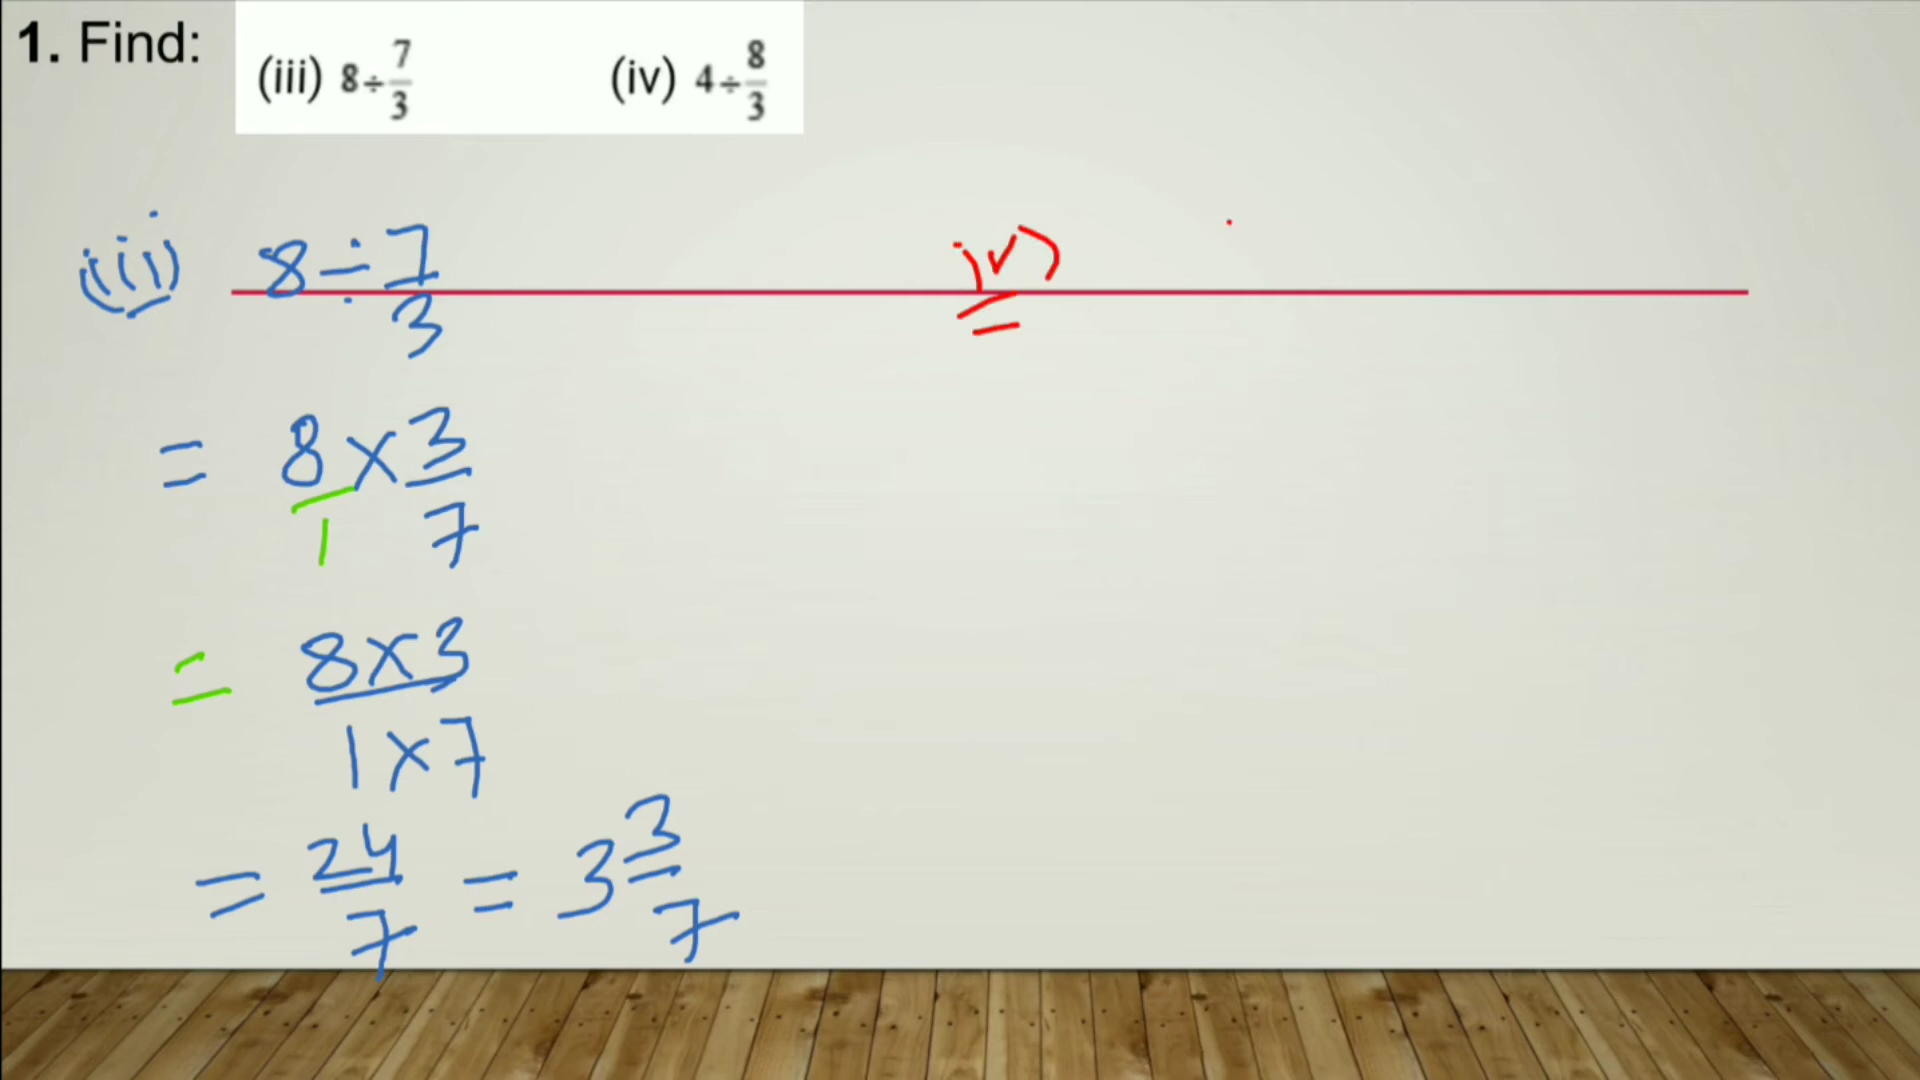 1. Find:
(iii) 8÷7/3 (iv) 4÷8/3
(iii) 8÷7/3
= 8/1 × 3/7
= 8×3/1×7
= 24/7 = 3 3/7
iv)